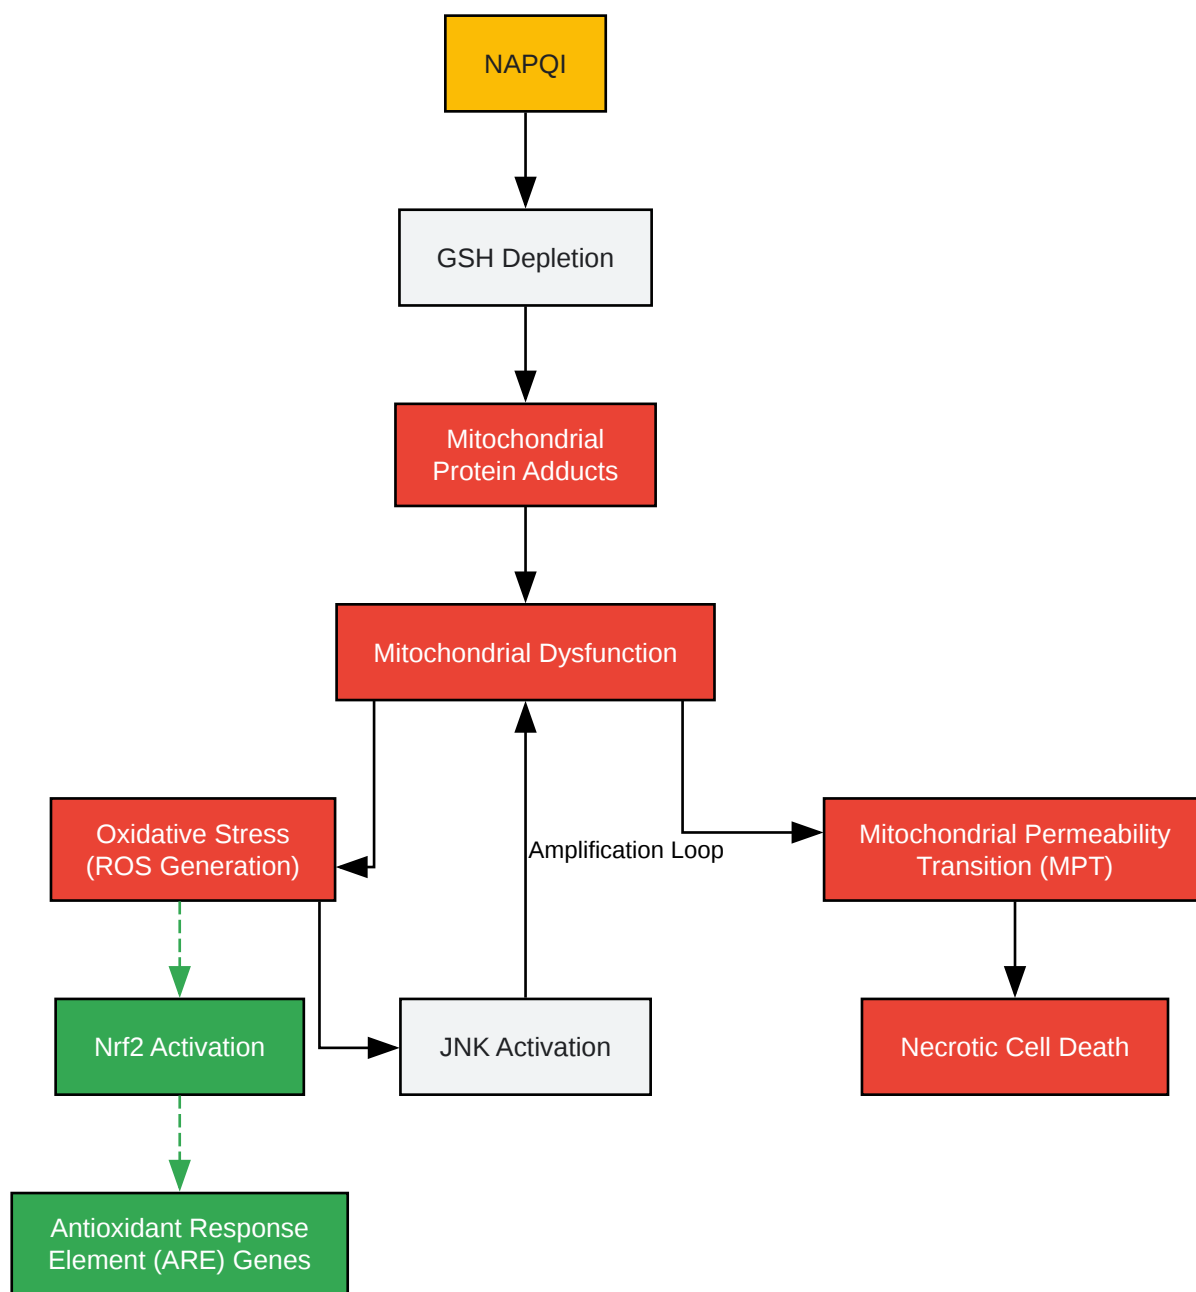 NAPQI
GSH Depletion
Mitochondrial
Protein Adducts
Mitochondrial Dysfunction
Oxidative Stress
(ROS Generation)
Amplification Loop
Mitochondrial Permeability
Transition (MPT)
Nrf2 Activation
JNK Activation
Necrotic Cell Death
Antioxidant Response
Element (ARE) Genes